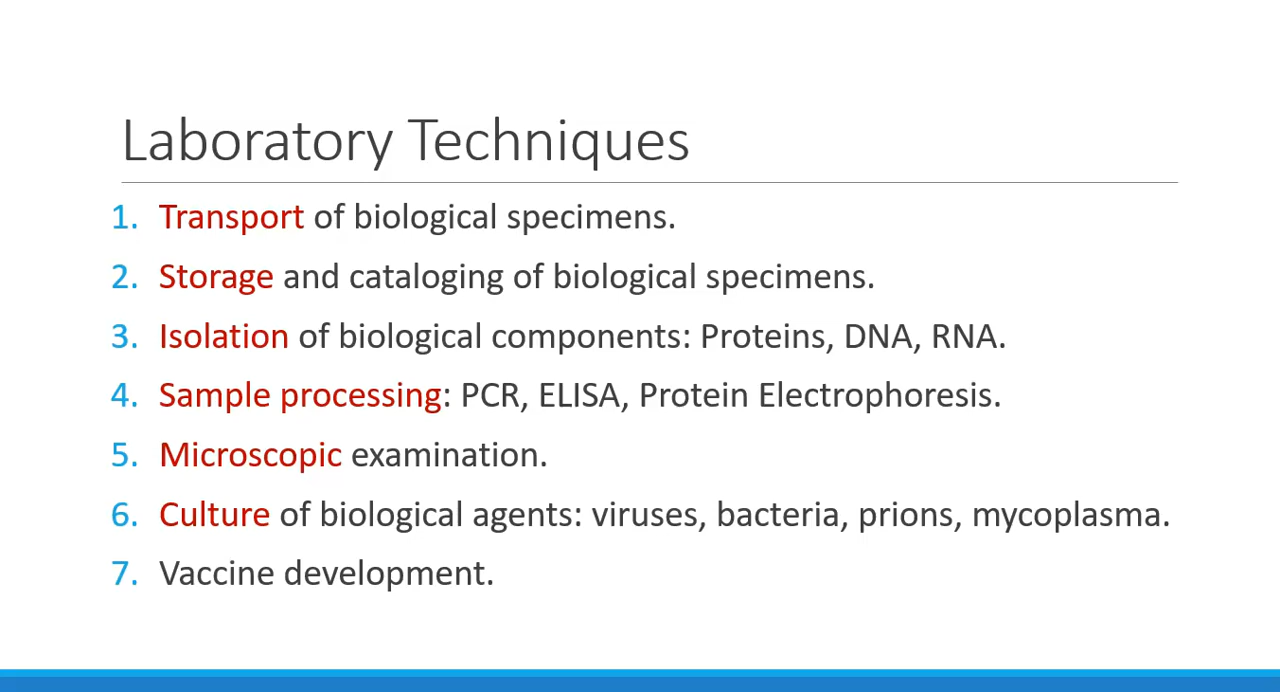 Laboratory Techniques
1. Transport of biological specimens.
2. Storage and cataloging of biological specimens.
3. Isolation of biological components: Proteins, DNA, RNA.
4. Sample processing: PCR, ELISA, Protein Electrophoresis.
5. Microscopic examination.
6. Culture of biological agents: viruses, bacteria, prions, mycoplasma.
7. Vaccine development.